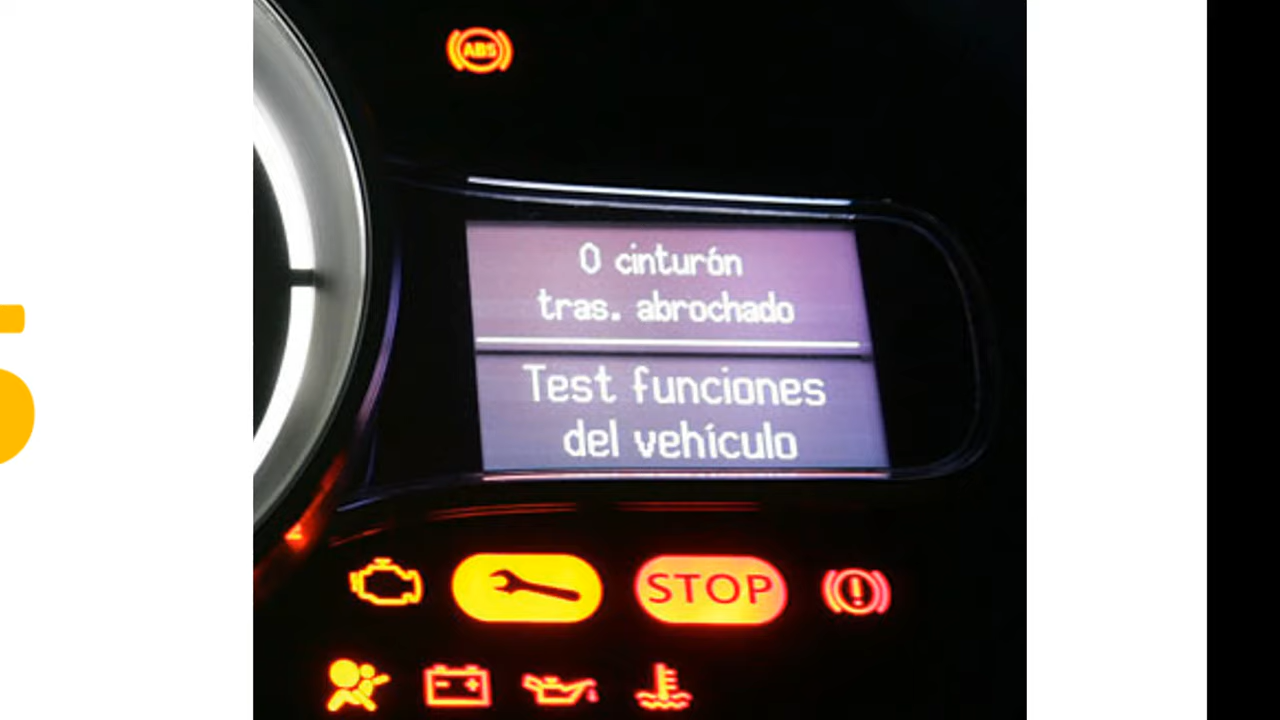 ABS
0 cinturón
tras. abrochado
Test funciones
del vehículo
STOP